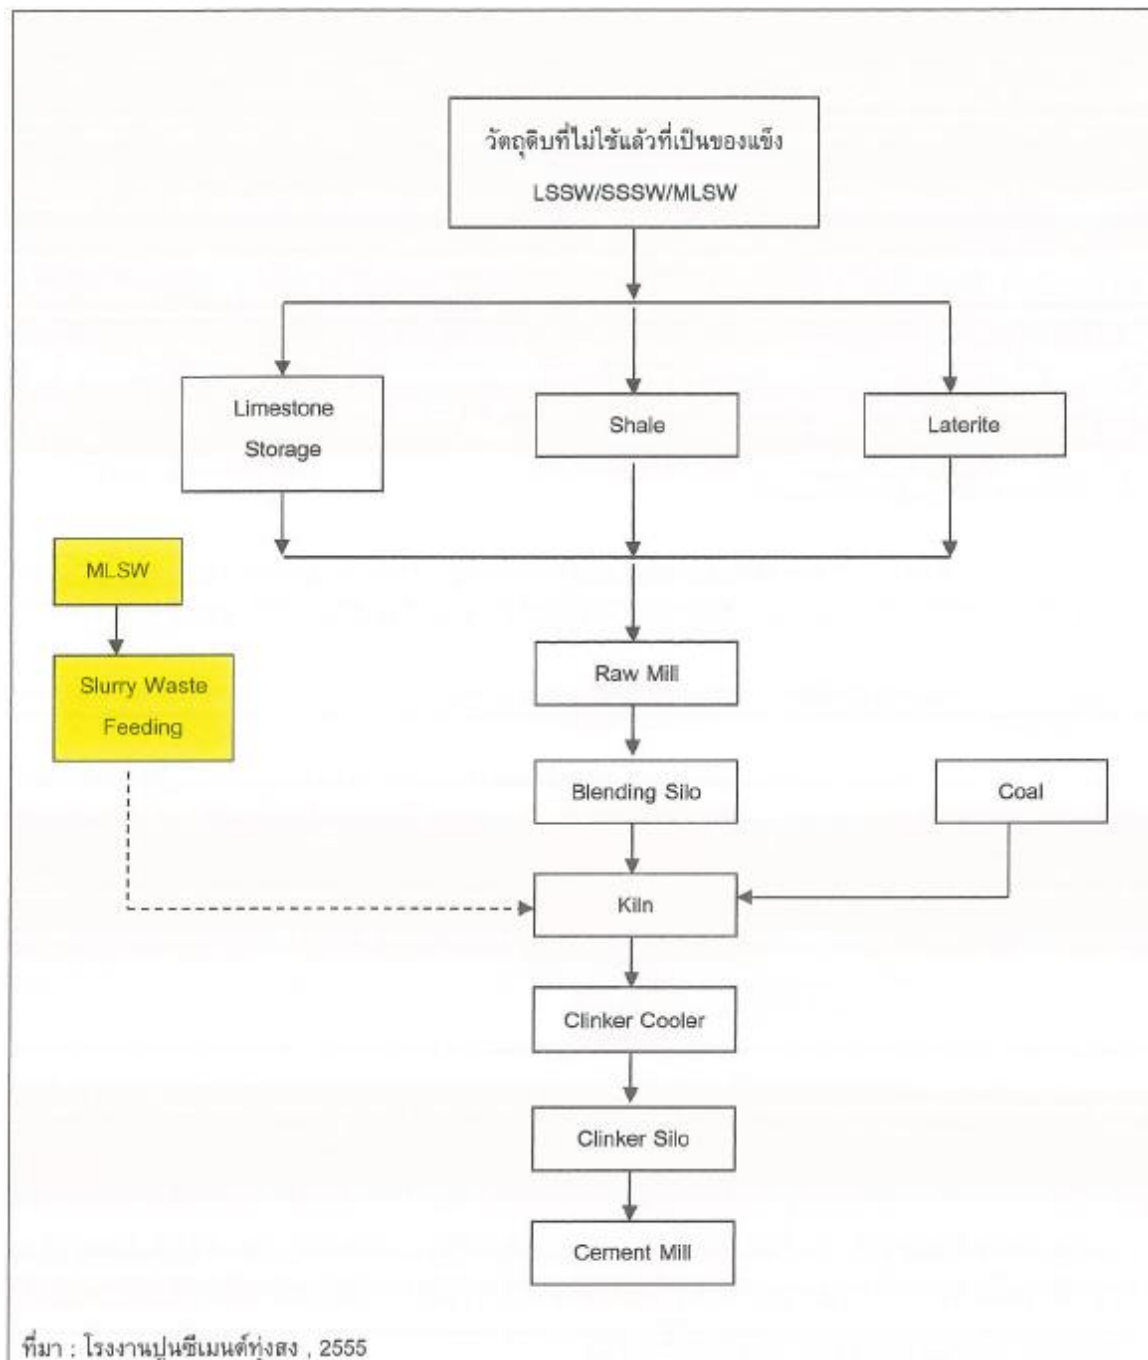 วัตถุดิบที่ไม่ใช้แล้วที่เป็นของแข็ง
LSSW/SSSW/MLSW
Limestone
Storage
Shale
Laterite
MLSW
Slurry Waste
Feeding
Raw Mill
Blending Silo
Coal
Kiln
Clinker Cooler
Clinker Silo
Cement Mill
ที่มา : โรงงานปูนซีเมนต์ทุ่งสง , 2555